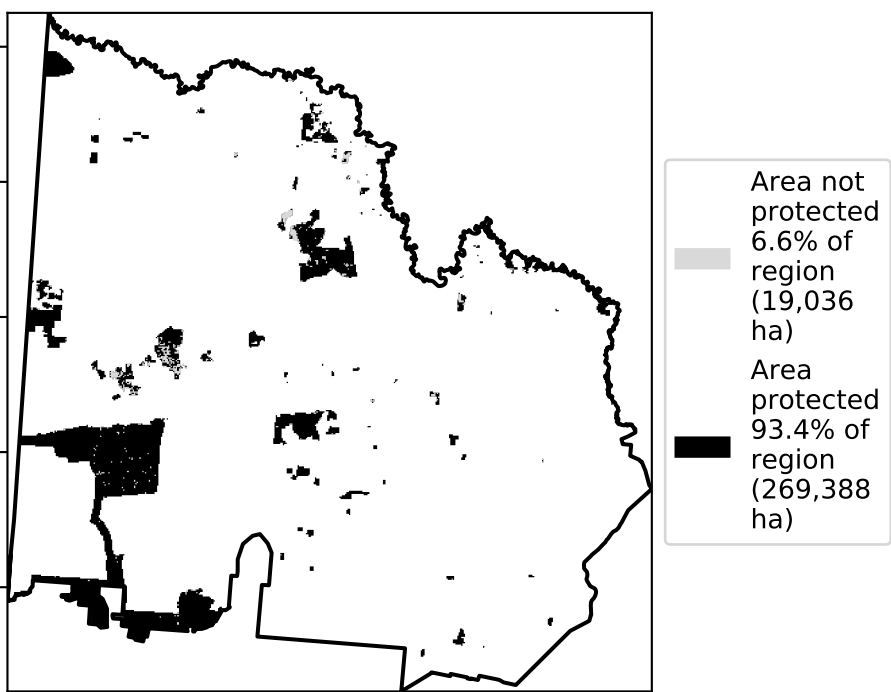 Area not
protected
6.6% of
region
(19,036
ha)
Area
protected
93.4% of
region
(269,388
ha)